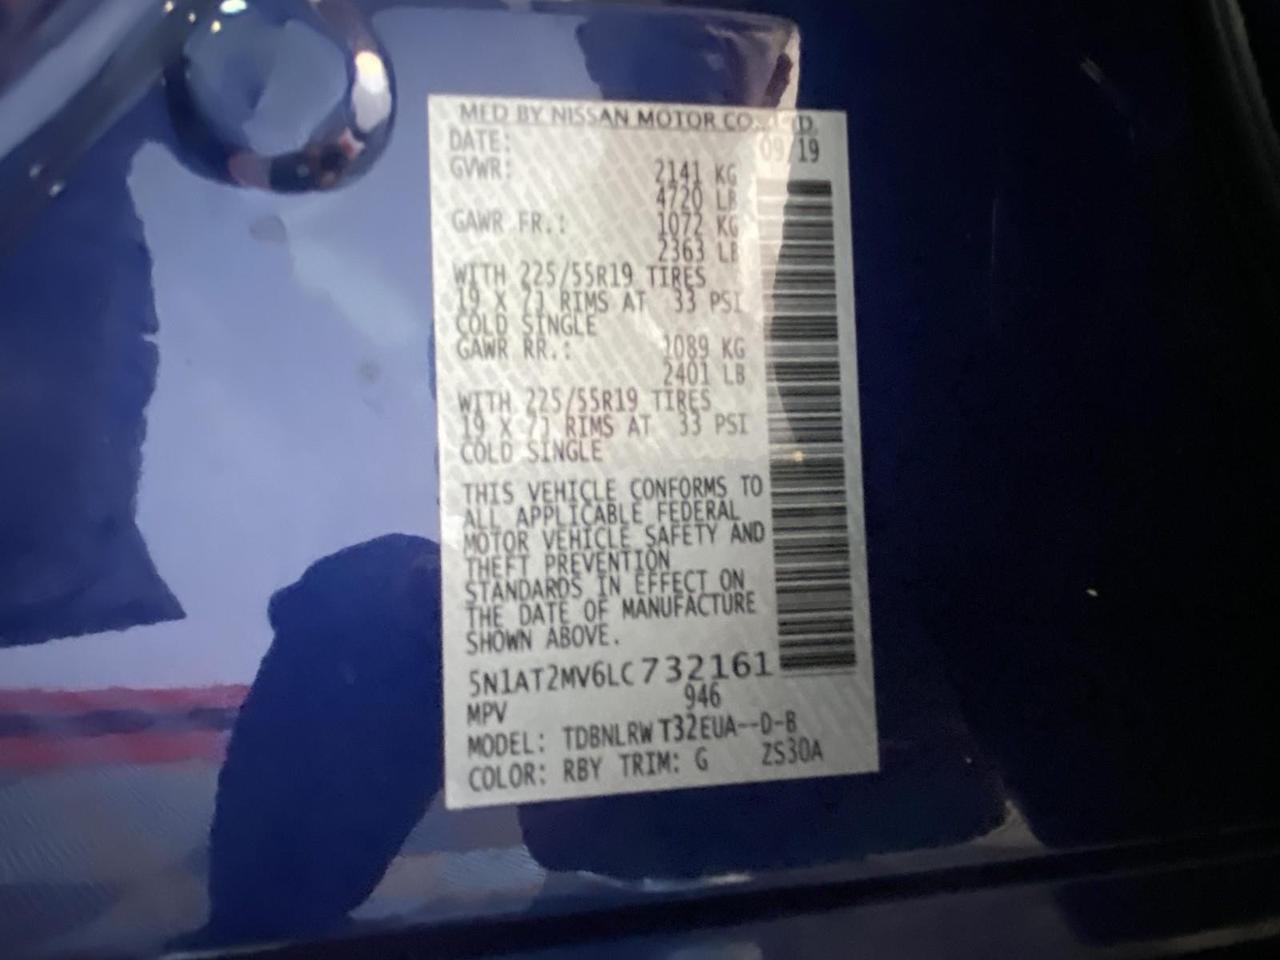 MFD BY NISSAN MOTOR CO., LTD.
DATE: 09/19
GVWR: 2141 KG
4720 LB
GAWR FR.: 1072 KG
2363 LB
WITH 225/55R19 TIRES
19 X 7J RIMS AT 33 PSI
COLD SINGLE
GAWR RR.: 1089 KG
2401 LB
WITH 225/55R19 TIRES
19 X 7J RIMS AT 33 PSI
COLD SINGLE
THIS VEHICLE CONFORMS TO
ALL APPLICABLE FEDERAL
MOTOR VEHICLE SAFETY AND
THEFT PREVENTION
STANDARDS IN EFFECT ON
THE DATE OF MANUFACTURE
SHOWN ABOVE.
5N1AT2MV6LC732161
MPV 946
MODEL: TDBNLRW T32EUA--D-B
COLOR: RBY TRIM: G ZS30A